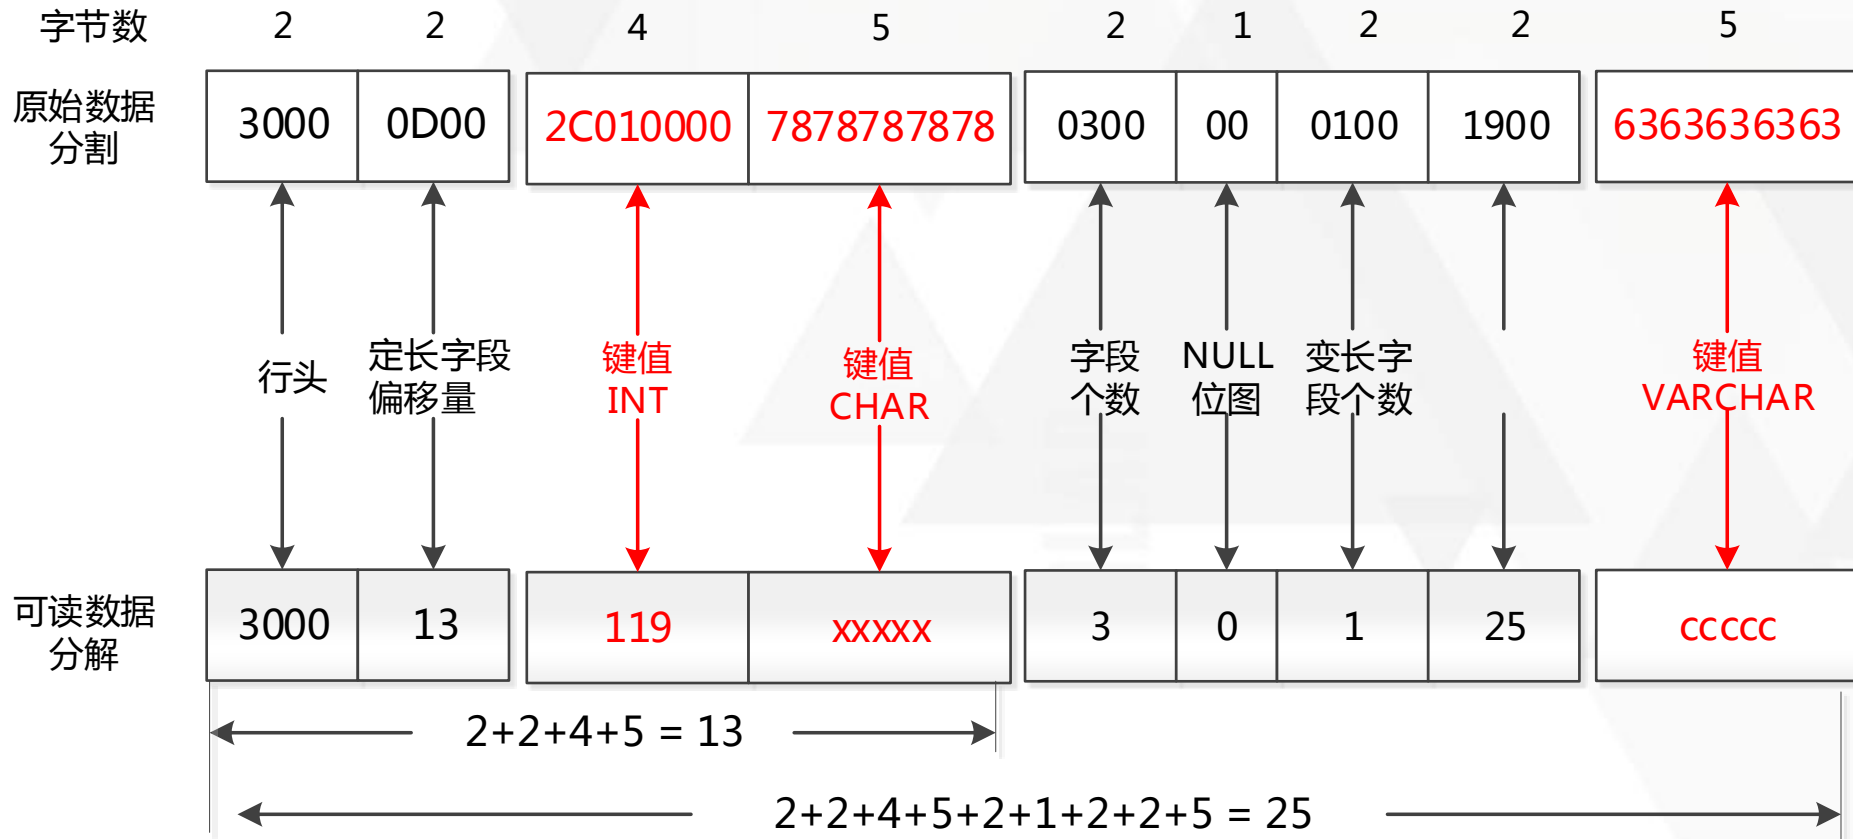 字节数 2 2 4 5 2 1 2 2 5
原始数据
分割
3000 0D00 2C010000 7878787878 0300 00 0100 1900 6363636363
行头
定长字段
偏移量
键值
INT
键值
CHAR
字段
个数
NULL
位图
变长字
段个数
键值
VARCHAR
可读数据
分解
3000 13 119 xxxxx 3 0 1 25 ccccc
2+2+4+5 = 13
2+2+4+5+2+1+2+2+5 = 25